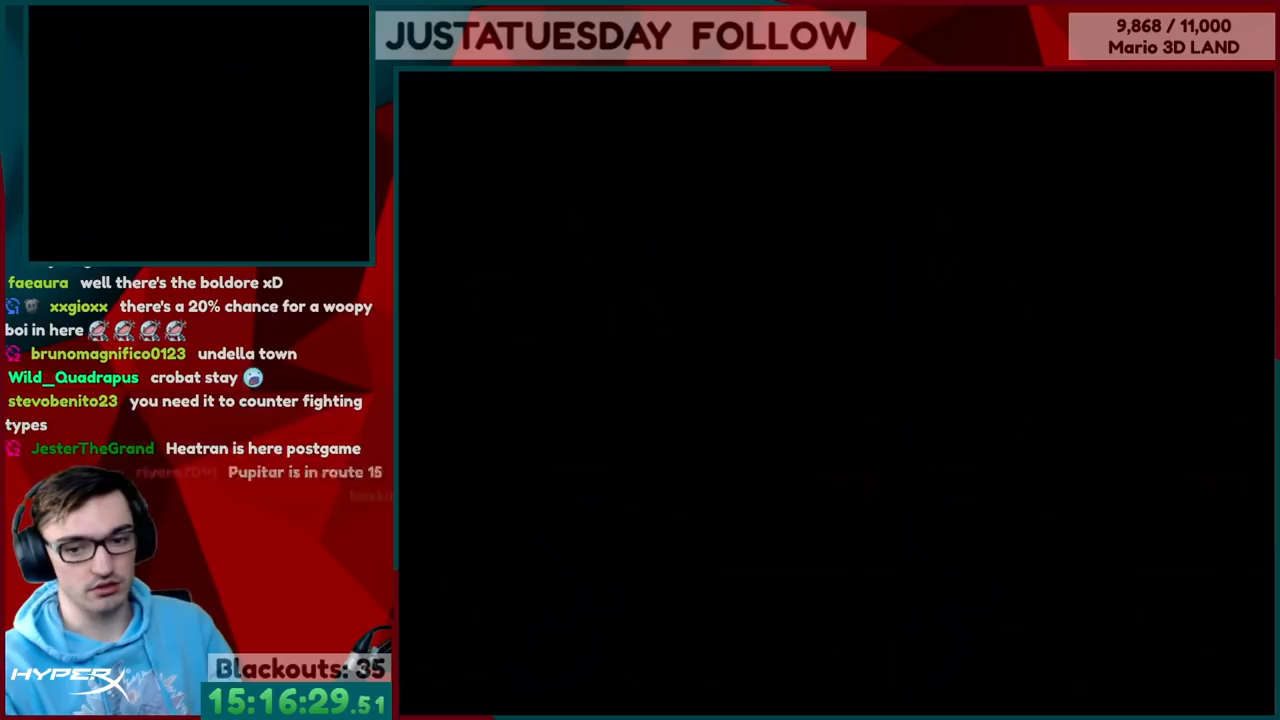 JUSTATUESDAY FOLLOW
9,868 / 11,000
Mario 3D LAND
faeaura well there's the boldore xD
xxgioxx there's a 20% chance for a woopy
boi in here
brunomagnifico0123 undella town
Wild_Quadrapus crobat stay
stevobenito23 you need it to counter fighting
types
JesterTheGrand Heatran is here postgame
Pupitar is in route 15
HYPERX
Blackouts: 35
15:16:29.51